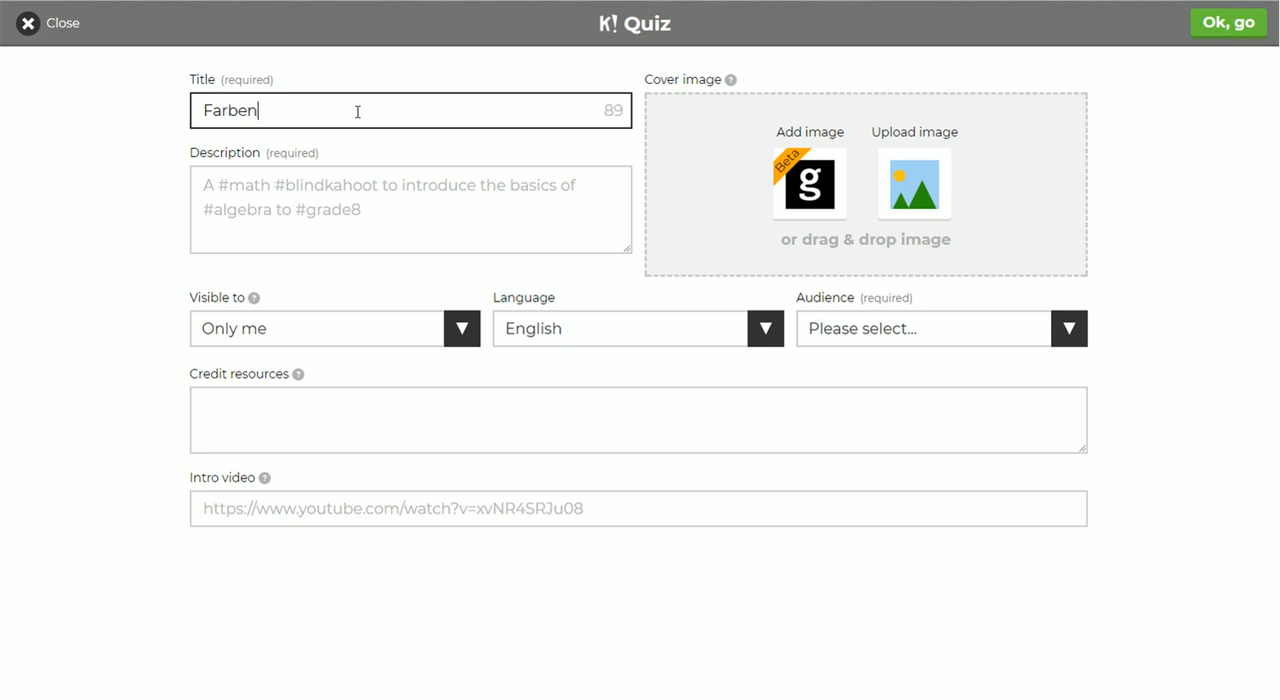 Close
K! Quiz
Ok, go
Title (required)
Farben 89
Description (required)
A #math #blindkahoot to introduce the basics of
#algebra to #grade8
Cover image ?
Add image Upload image
Beta
g
or drag & drop image
Visible to ?
Only me
Language
English
Audience (required)
Please select...
Credit resources ?
Intro video ?
https://www.youtube.com/watch?v=xvNR4SRJu08